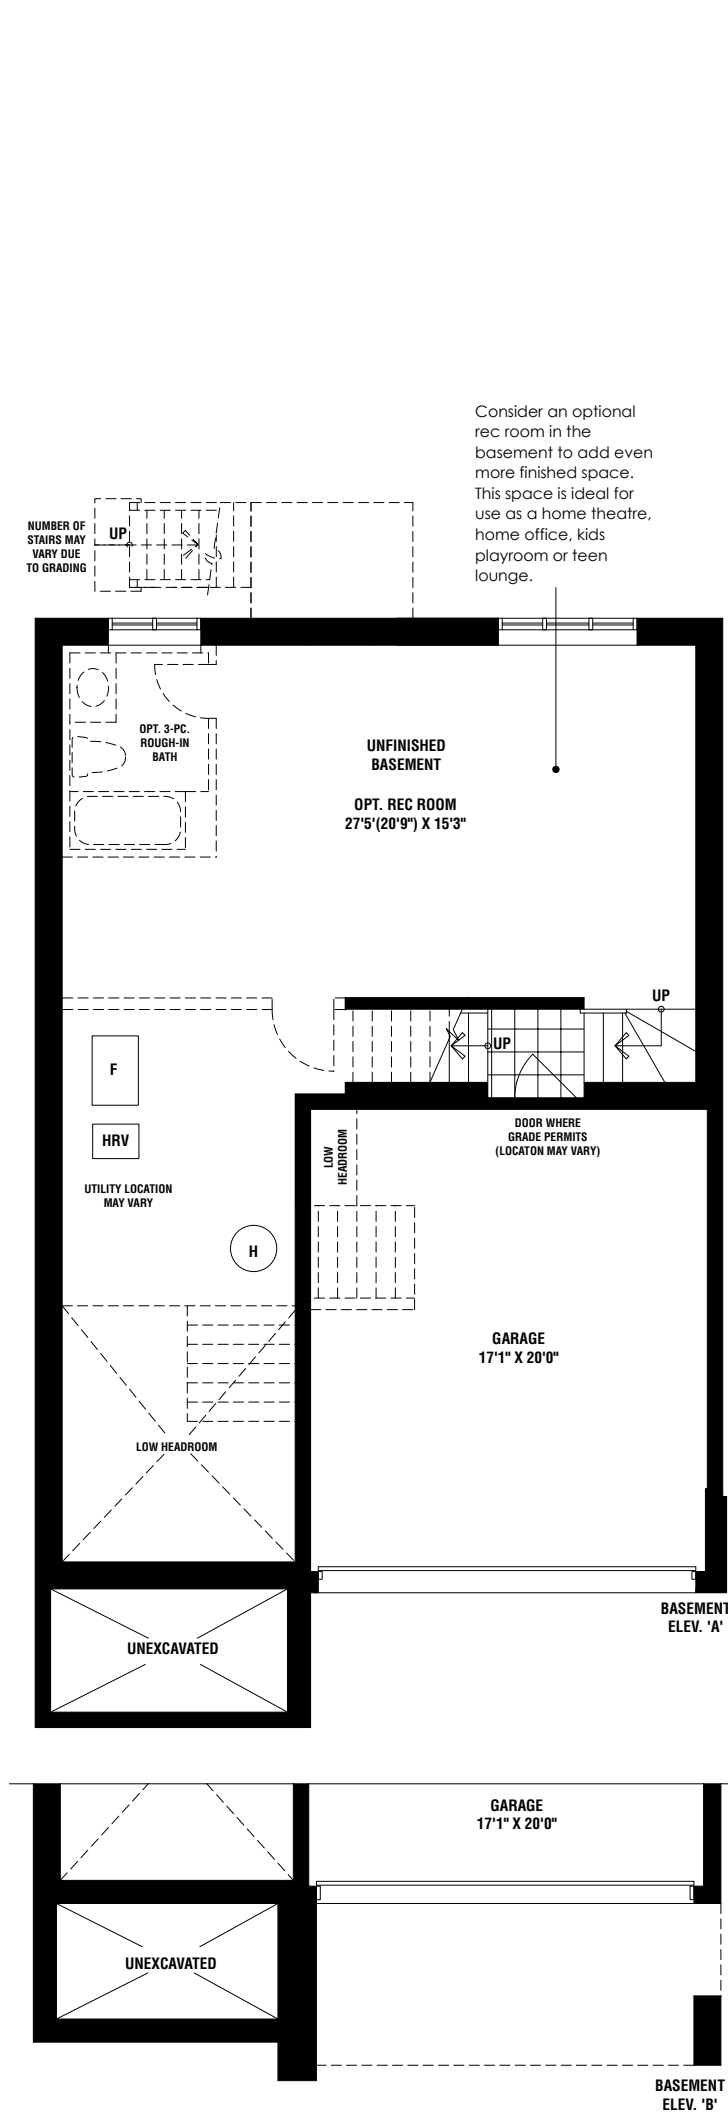 Consider an optional
rec room in the
basement to add even
more finished space.
This space is ideal for
use as a home theatre,
home office, kids
playroom or teen
lounge.
NUMBER OF
STAIRS MAY
VARY DUE
TO GRADING
UP
OPT. 3-PC.
ROUGH-IN
BATH
UNFINISHED
BASEMENT
OPT. REC ROOM
27'5'(20'9") X 15'3"
UP
UP
F
HRV
UTILITY LOCATION
MAY VARY
H
LOW
HEADROOM
DOOR WHERE
GRADE PERMITS
(LOCATON MAY VARY)
GARAGE
17'1" X 20'0"
LOW HEADROOM
BASEMENT
ELEV. 'A'
UNEXCAVATED
GARAGE
17'1" X 20'0"
UNEXCAVATED
BASEMENT
ELEV. 'B'